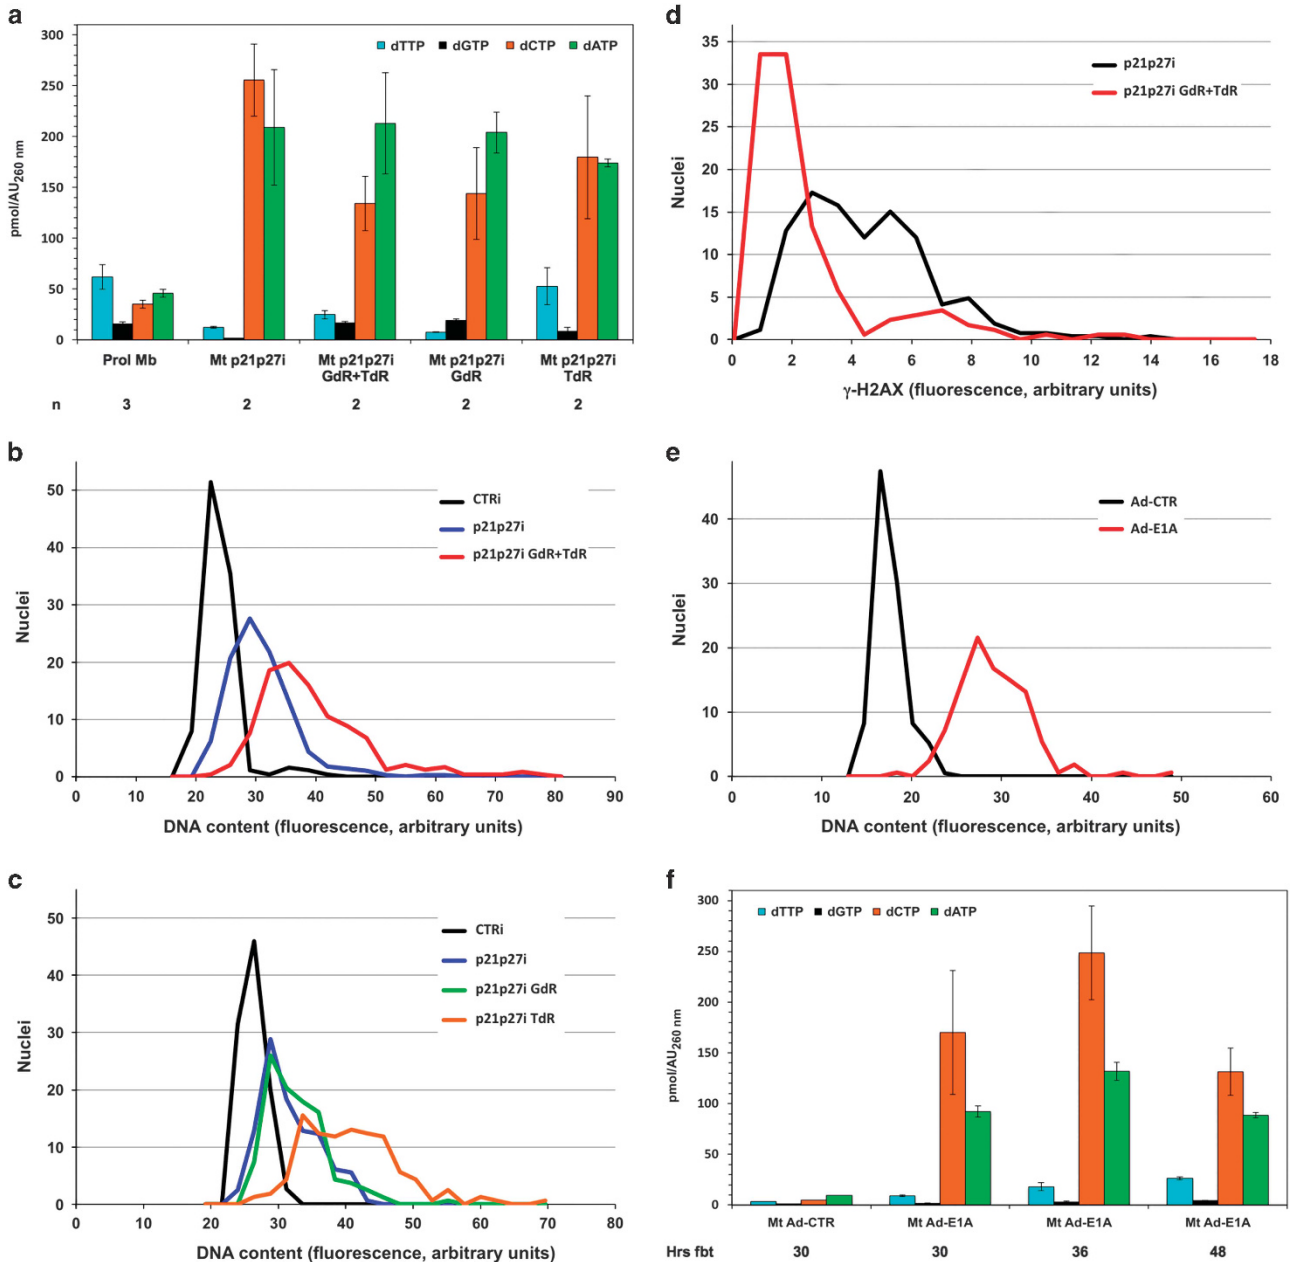 a
300
250
200
150
100
50
0
pmol/AU260 nm
dTTP dGTP dCTP dATP
Prol Mb Mt p21p27i Mt p21p27i Mt p21p27i Mt p21p27i
GdR+TdR GdR TdR
n 3 2 2 2 2
b
50
40
30
20
10
0
Nuclei
CTRi
p21p27i
p21p27i GdR+TdR
0 10 20 30 40 50 60 70 80 90
DNA content (fluorescence, arbitrary units)
c
50
40
30
20
10
0
Nuclei
CTRi
p21p27i
p21p27i GdR
p21p27i TdR
0 10 20 30 40 50 60 70 80
DNA content (fluorescence, arbitrary units)
d
35
30
25
20
15
10
5
0
Nuclei
p21p27i
p21p27i GdR+TdR
0 2 4 6 8 10 12 14 16 18
γ-H2AX (fluorescence, arbitrary units)
e
40
30
20
10
0
Nuclei
Ad-CTR
Ad-E1A
0 10 20 30 40 50 60
DNA content (fluorescence, arbitrary units)
f
300
250
200
150
100
50
0
pmol/AU260 nm
dTTP dGTP dCTP dATP
Mt Ad-CTR Mt Ad-E1A Mt Ad-E1A Mt Ad-E1A
Hrs fbt 30 30 36 48